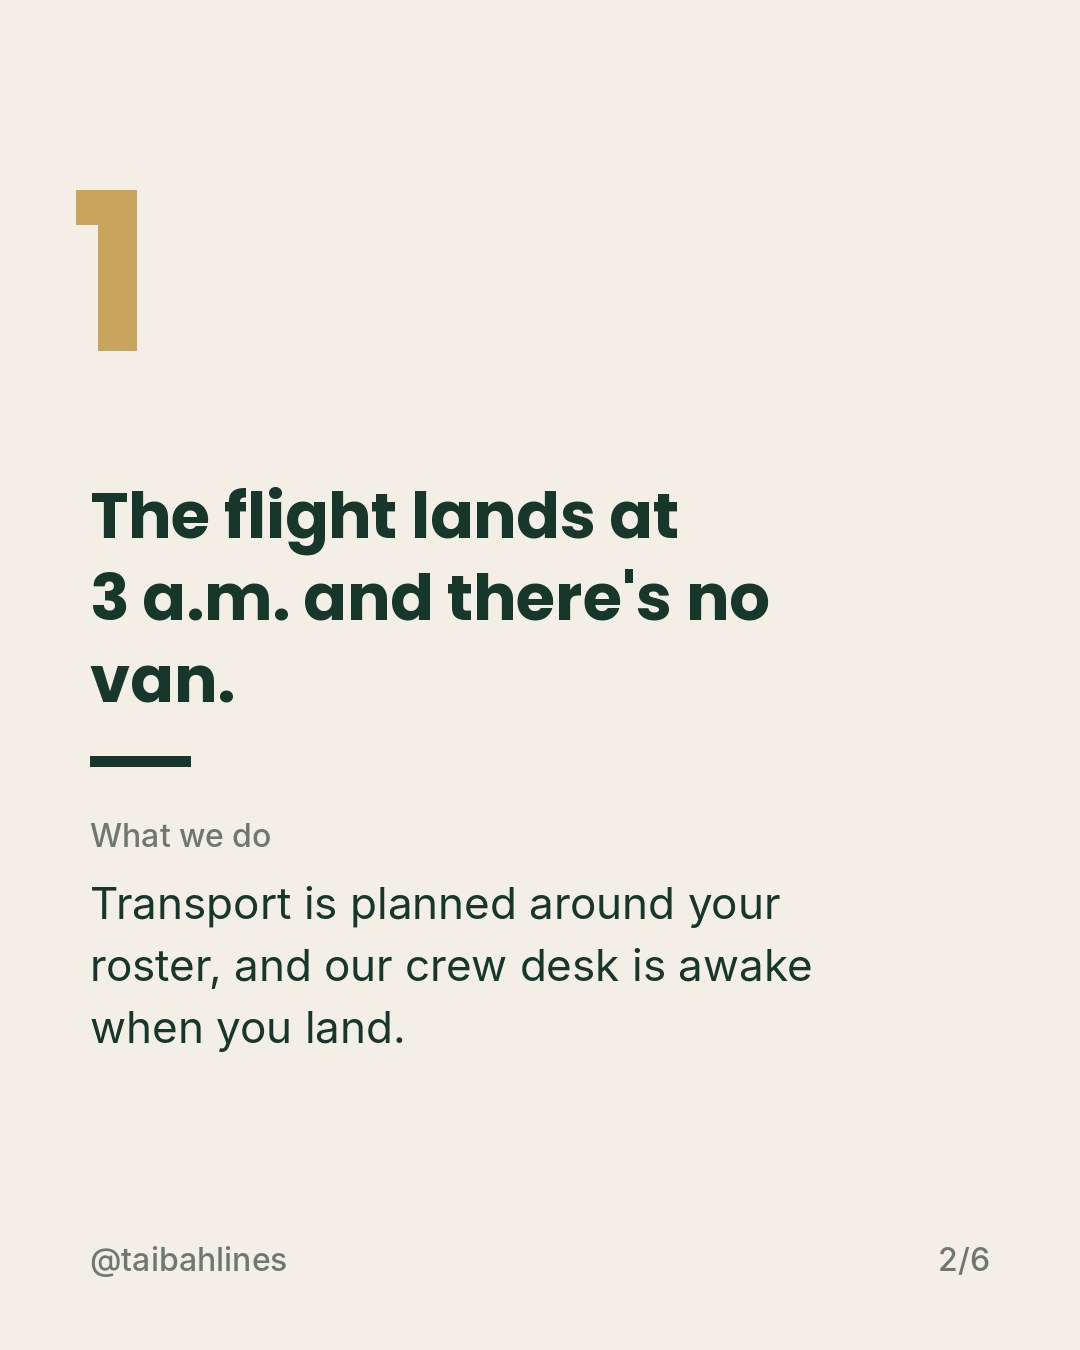 1
The flight lands at
3 a.m. and there's no
van.
What we do
Transport is planned around your
roster, and our crew desk is awake
when you land.
@taibahlines
2/6